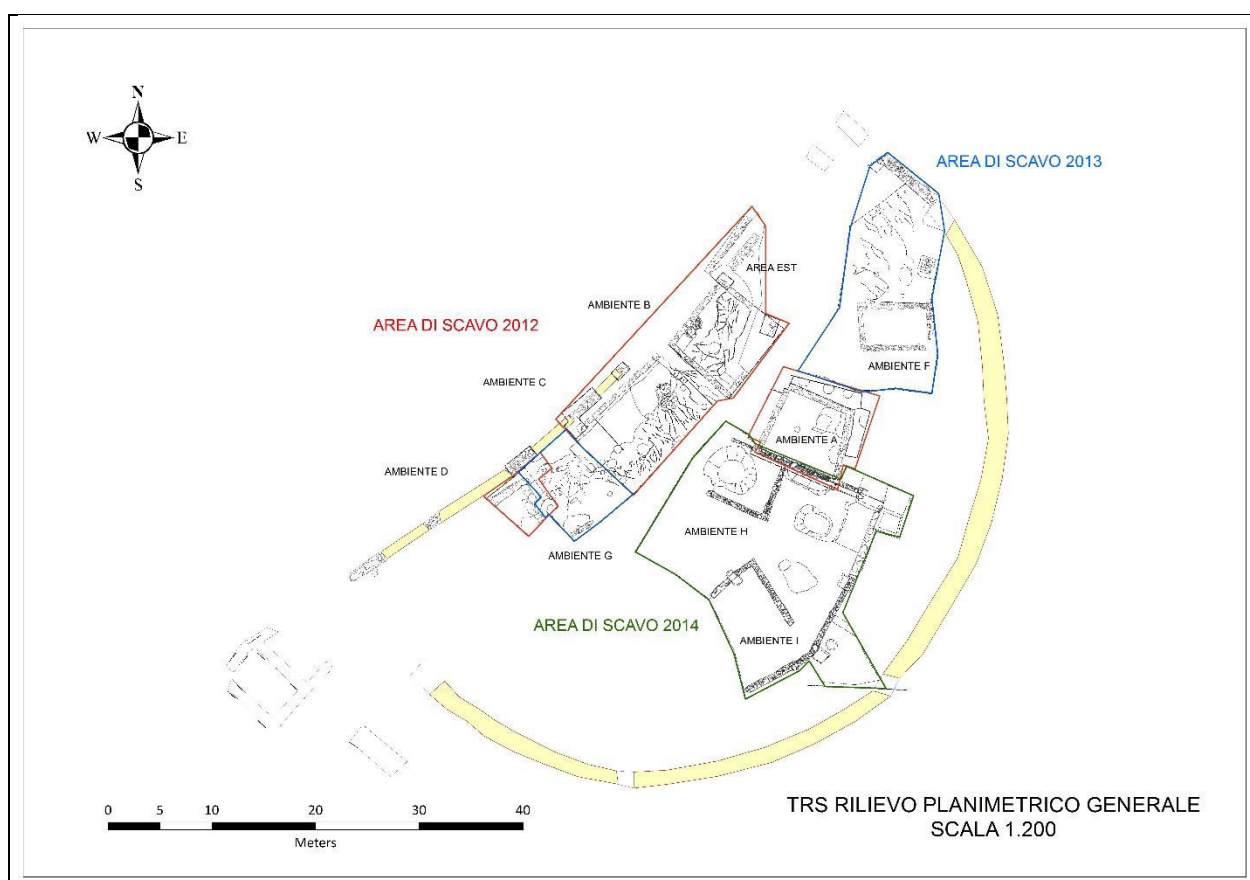 N
W E
S
AREA DI SCAVO 2013
AREA EST
AMBIENTE B
AREA DI SCAVO 2012
AMBIENTE F
AMBIENTE C
AMBIENTE A
AMBIENTE D
AMBIENTE H
AMBIENTE G
AREA DI SCAVO 2014
AMBIENTE I
0 5 10 20 30 40
Meters
TRS RILIEVO PLANIMETRICO GENERALE
SCALA 1.200